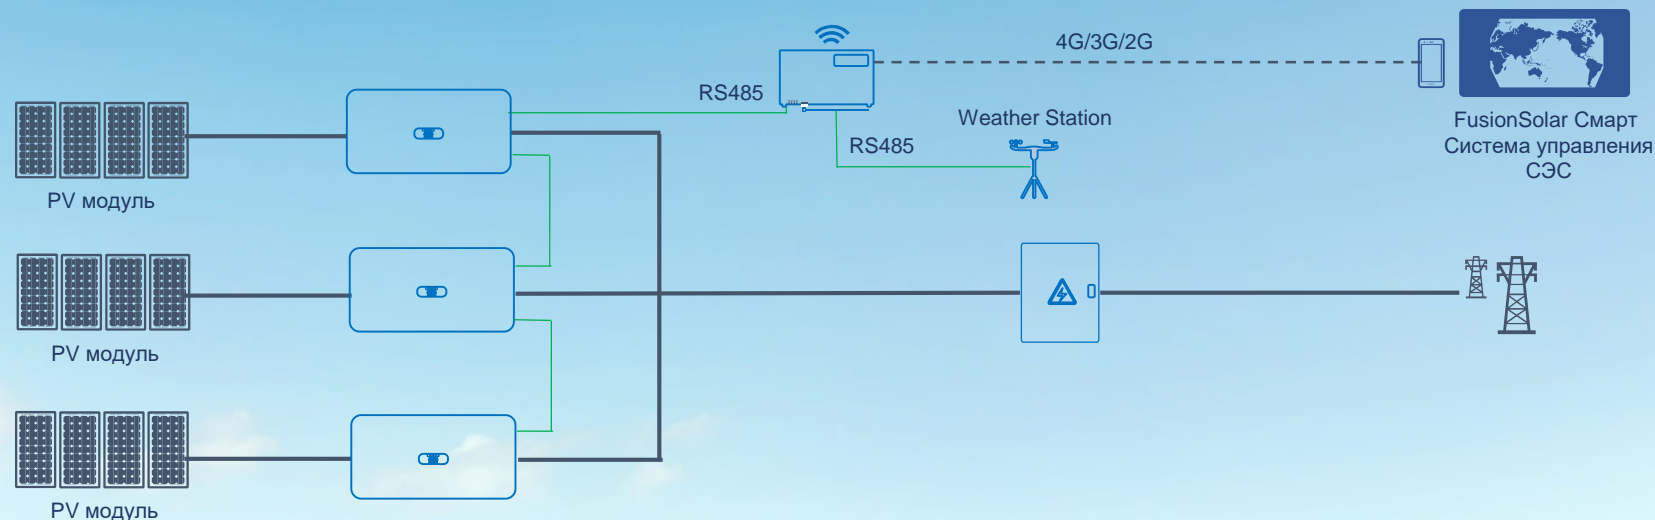 4G/3G/2G
RS485
Weather Station
RS485
FusionSolar Смарт
Система управления
СЭС
PV модуль
PV модуль
PV модуль